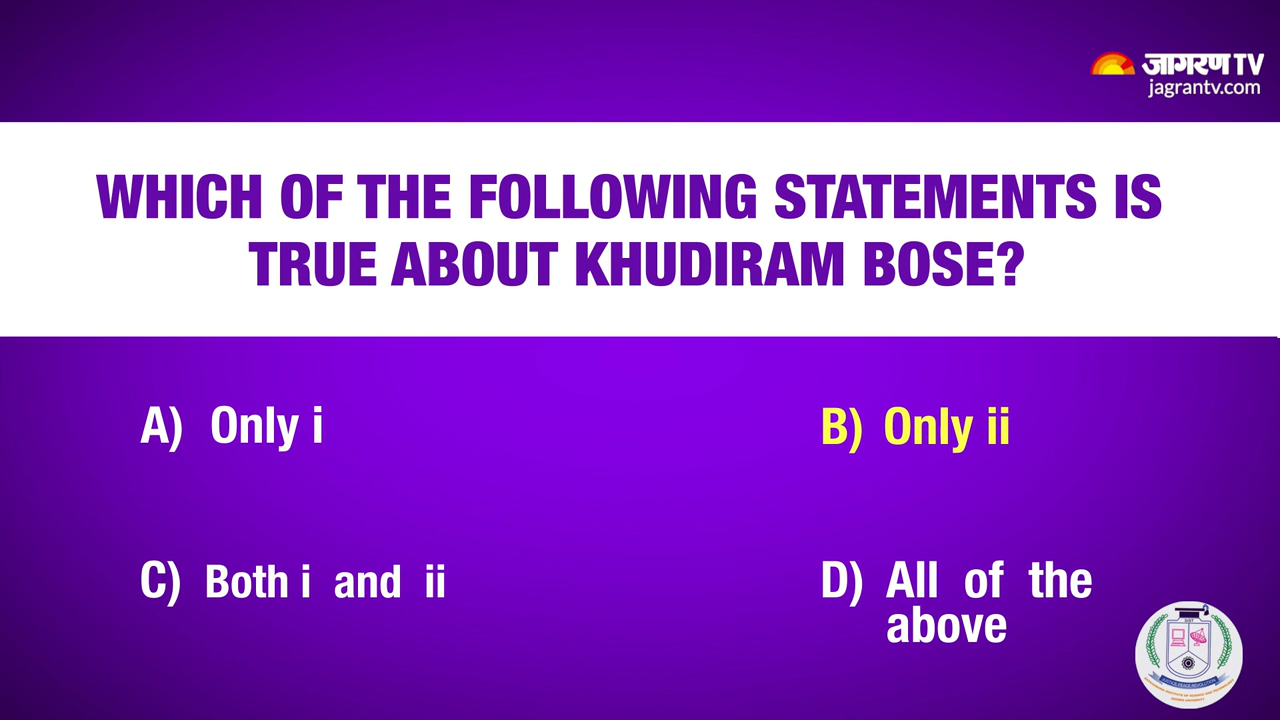 जागरण TV
jagrantv.com
WHICH OF THE FOLLOWING STATEMENTS IS
TRUE ABOUT KHUDIRAM BOSE?
A) Only i
B) Only ii
C) Both i and ii
D) All of the
above